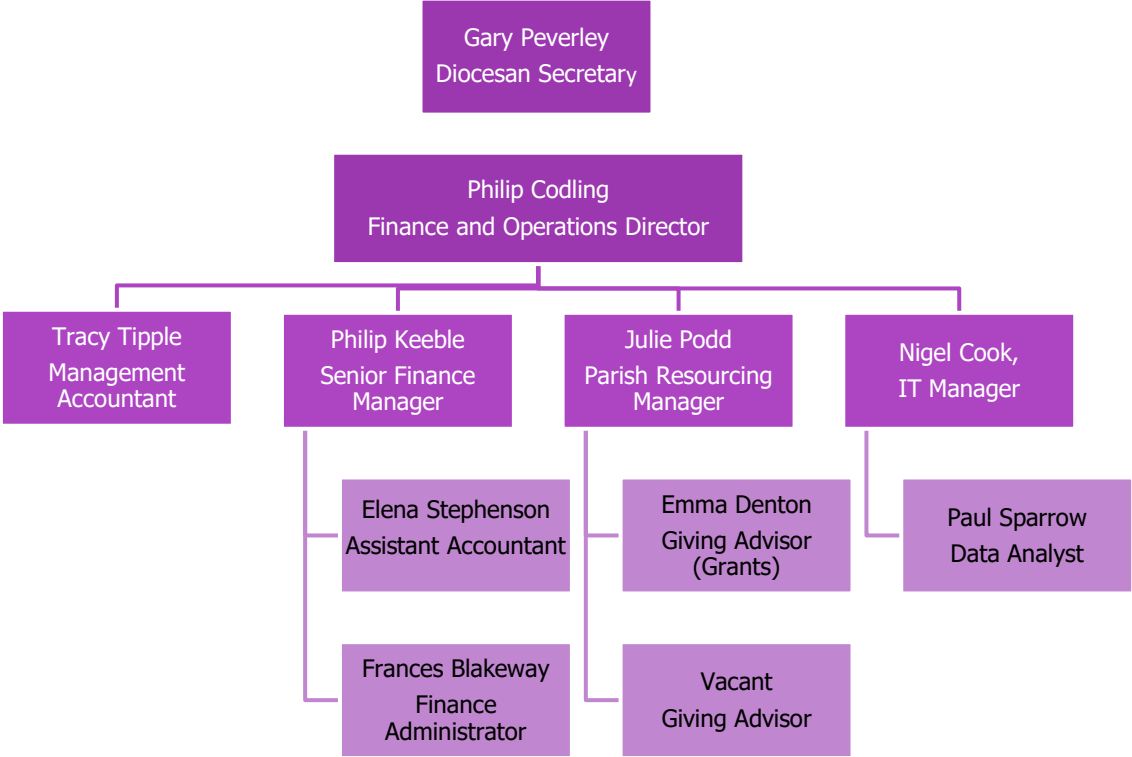 Gary Peverley
Diocesan Secretary
Philip Codling
Finance and Operations Director
Tracy Tipple
Management
Accountant
Philip Keeble
Senior Finance
Manager
Julie Podd
Parish Resourcing
Manager
Nigel Cook,
IT Manager
Elena Stephenson
Assistant Accountant
Emma Denton
Giving Advisor
(Grants)
Paul Sparrow
Data Analyst
Frances Blakeway
Finance
Administrator
Vacant
Giving Advisor